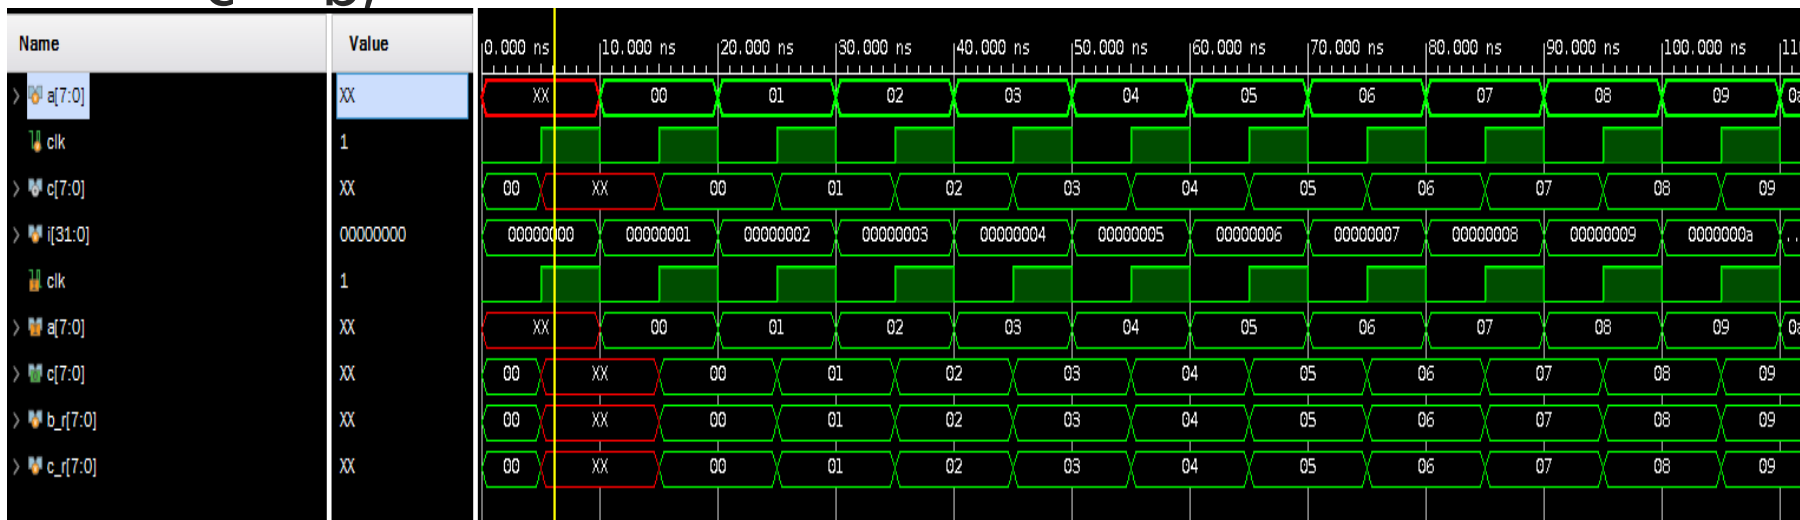 Name Value 0.000 ns 10.000 ns 20.000 ns 30.000 ns 40.000 ns 50.000 ns 60.000 ns 70.000 ns 80.000 ns 90.000 ns 100.000 ns 11
a[7:0] XX XX 00 01 02 03 04 05 06 07 08 09 0a
clk 1
c[7:0] XX 00 XX 00 01 02 03 04 05 06 07 08 09
i[31:0] 00000000 00000000 00000001 00000002 00000003 00000004 00000005 00000006 00000007 00000008 00000009 0000000a ..
clk 1
a[7:0] XX XX 00 01 02 03 04 05 06 07 08 09 0a
c[7:0] XX 00 XX 00 01 02 03 04 05 06 07 08 09
b_r[7:0] XX 00 XX 00 01 02 03 04 05 06 07 08 09
c_r[7:0] XX 00 XX 00 01 02 03 04 05 06 07 08 09